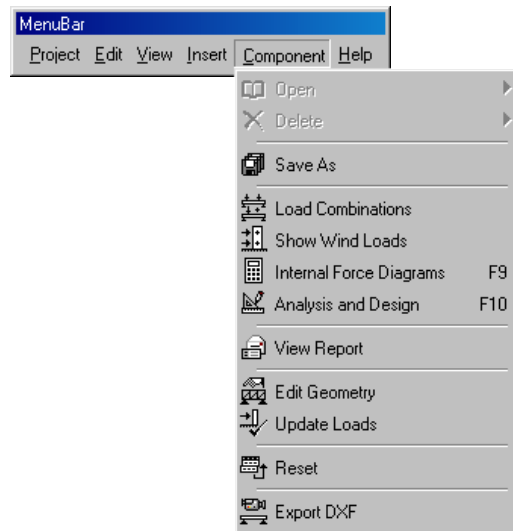 MenuBar
Project Edit View Insert Component Help
Open
Delete
Save As
Load Combinations
Show Wind Loads
Internal Force Diagrams F9
Analysis and Design F10
View Report
Edit Geometry
Update Loads
Reset
Export DXF